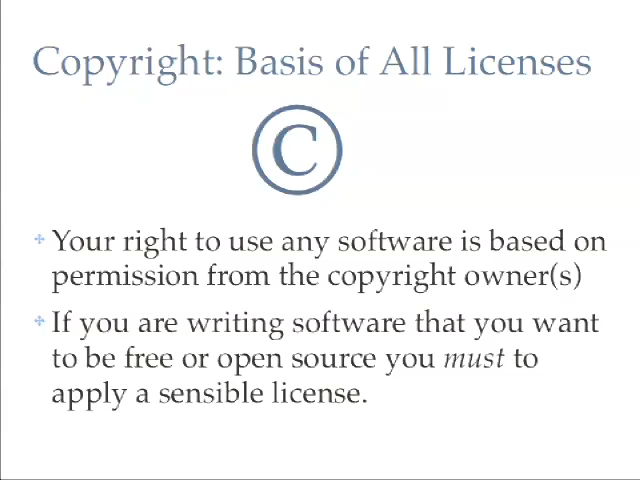 Copyright: Basis of All Licenses
©
Your right to use any software is based on
permission from the copyright owner(s)
If you are writing software that you want
to be free or open source you must to
apply a sensible license.